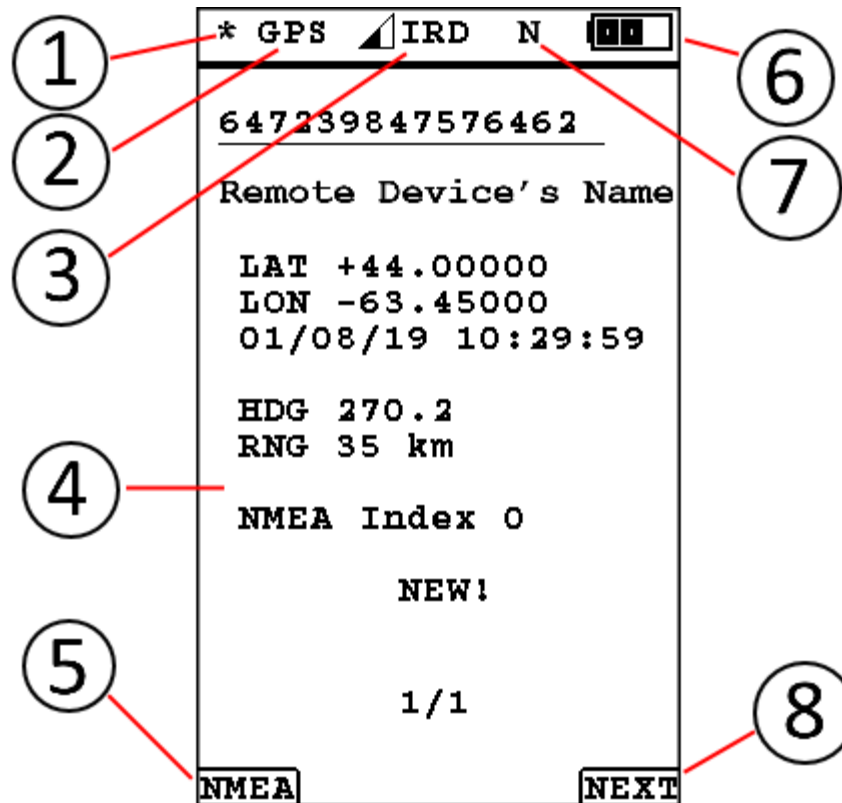 * GPS IRD N
647239847576462
Remote Device's Name
LAT +44.00000
LON -63.45000
01/08/19 10:29:59
HDG 270.2
RNG 35 km
NMEA Index 0
NEW!
1/1
NMEA NEXT
1
2
3
4
5
6
7
8